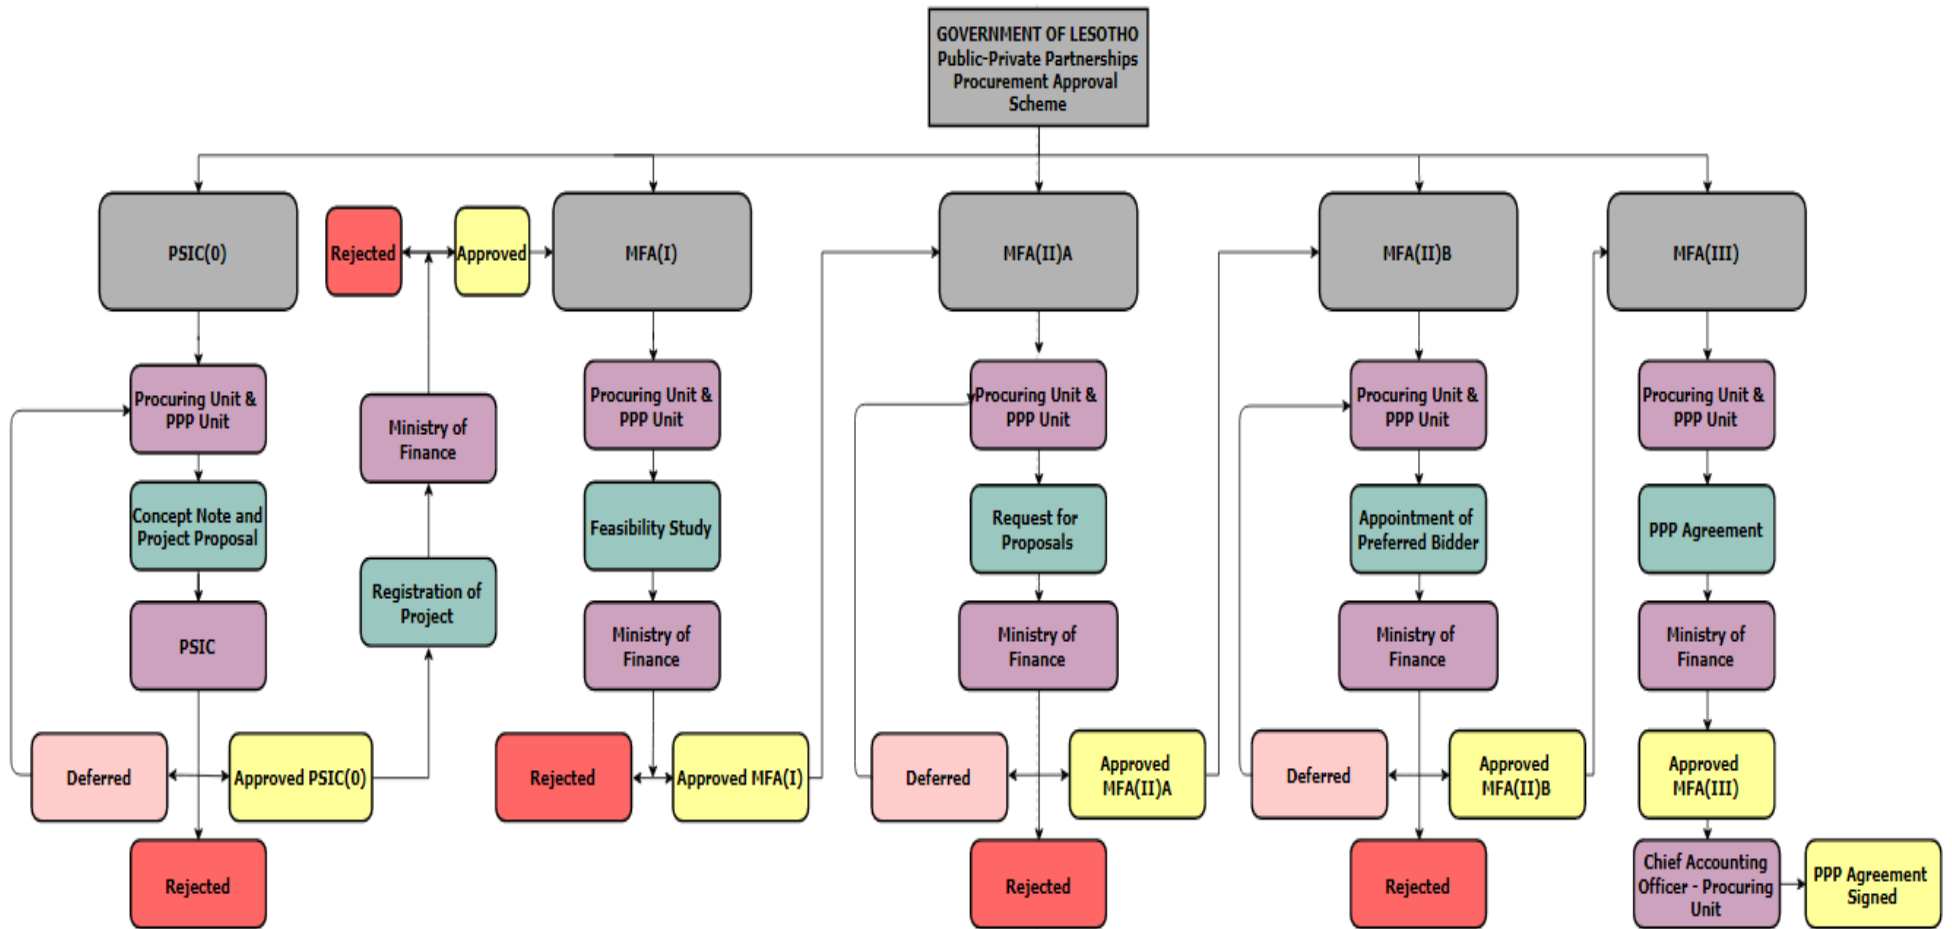 GOVERNMENT OF LESOTHO
Public-Private Partnerships
Procurement Approval
Scheme
PSIC(0)
Rejected
Approved
MFA(I)
MFA(II)A
MFA(II)B
MFA(III)
Procuring Unit &
PPP Unit
Ministry of
Finance
Procuring Unit &
PPP Unit
Procuring Unit &
PPP Unit
Procuring Unit &
PPP Unit
Procuring Unit &
PPP Unit
Concept Note and
Project Proposal
Registration of
Project
Feasibility Study
Request for
Proposals
Appointment of
Preferred Bidder
PPP Agreement
PSIC
Ministry of
Finance
Ministry of
Finance
Ministry of
Finance
Ministry of
Finance
Deferred
Approved PSIC(0)
Rejected
Approved MFA(I)
Deferred
Approved
MFA(II)A
Deferred
Approved
MFA(II)B
Approved
MFA(III)
Rejected
Rejected
Rejected
Chief Accounting
Officer - Procuring
Unit
PPP Agreement
Signed